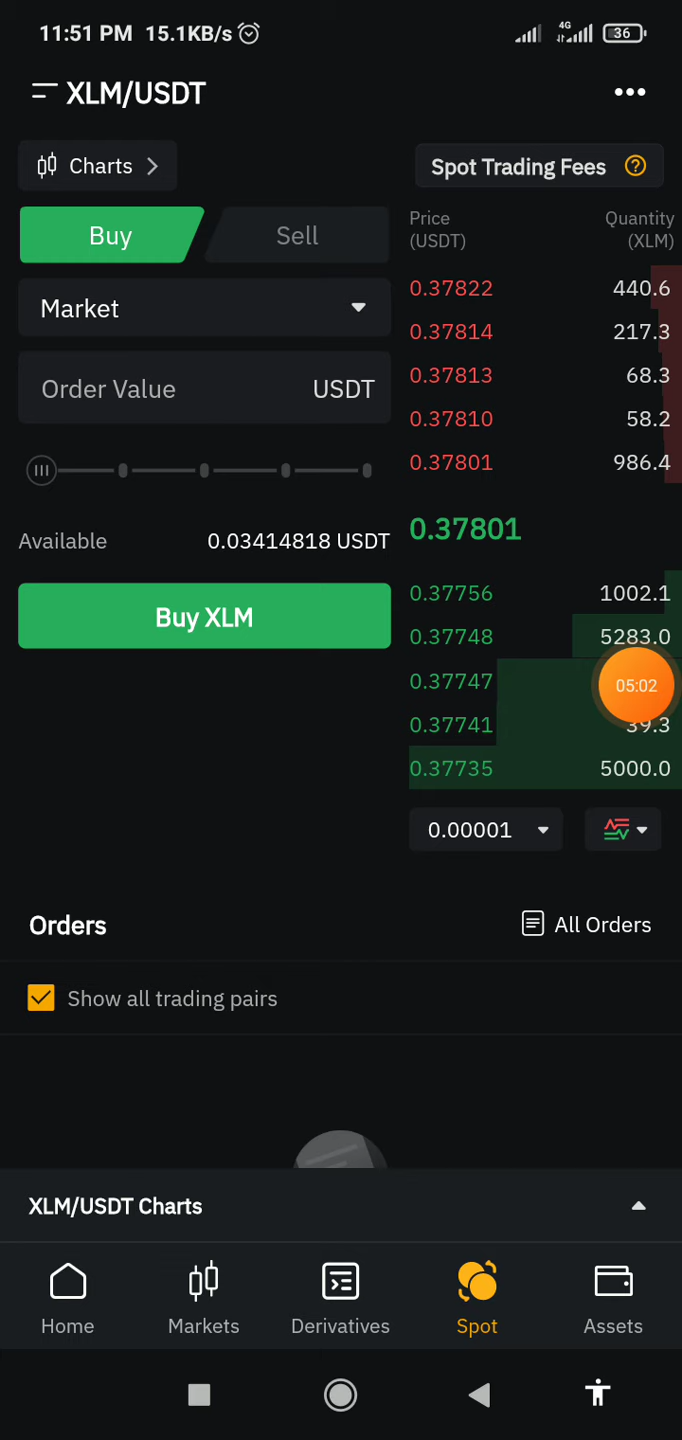 11:51 PM 15.1KB/s 4G 36
XLM/USDT
Charts
Spot Trading Fees ?
Buy Sell
Price (USDT) Quantity (XLM)
Market
Order Value USDT
0.37822 440.6
0.37814 217.3
0.37813 68.3
0.37810 58.2
0.37801 986.4
Available 0.03414818 USDT
0.37801
Buy XLM
0.37756 1002.1
0.37748 5283.0
0.37747
05:02
0.37741 39.3
0.37735 5000.0
0.00001
Orders All Orders
Show all trading pairs
XLM/USDT Charts
Home Markets Derivatives Spot Assets